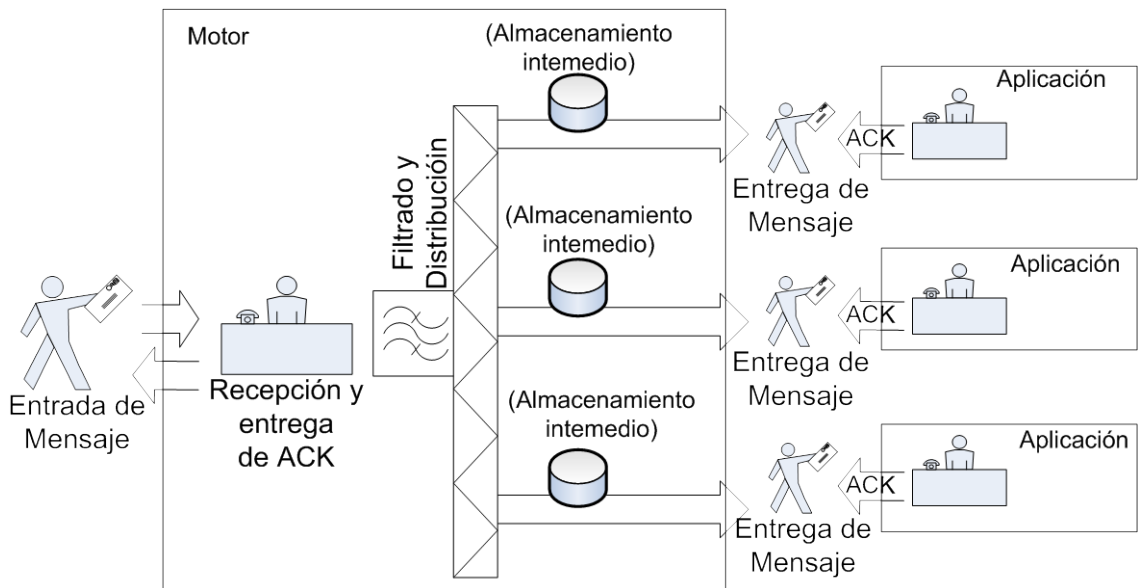 Motor
(Almacenamiento
intemedio)
Aplicación
ACK
Entrega de
Mensaje
Filtrado y
Distribucióin
(Almacenamiento
intemedio)
Aplicación
ACK
Entrega de
Mensaje
Entrada de
Mensaje
Recepción y
entrega
de ACK
(Almacenamiento
intemedio)
Aplicación
ACK
Entrega de
Mensaje